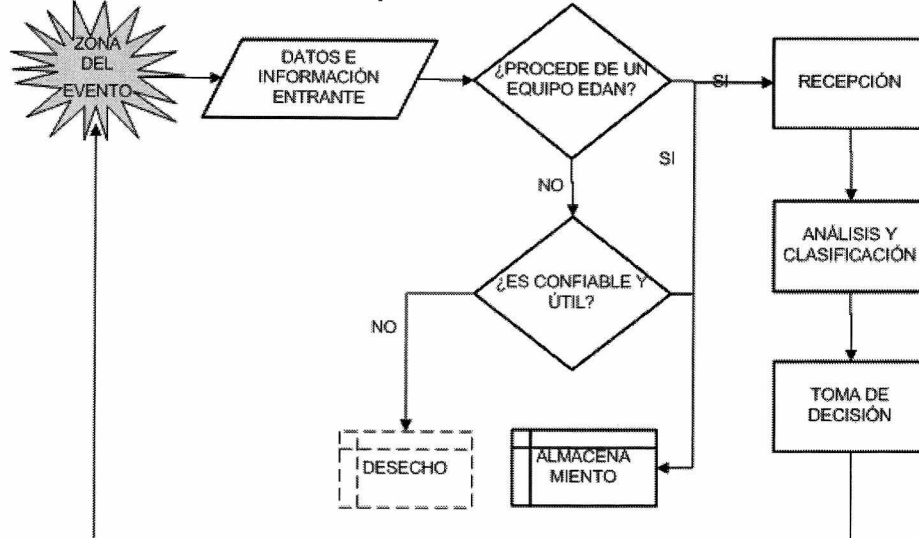 ZONA
DEL
EVENTO
DATOS E
INFORMACIÓN
ENTRANTE
¿PROCEDE DE UN
EQUIPO EDAN?
SI
RECEPCIÓN
SI
NO
ANÁLISIS Y
CLASIFICACIÓN
¿ES CONFIABLE Y
ÚTIL?
NO
TOMA DE
DECISIÓN
DESECHO
ALMACENA
MIENTO